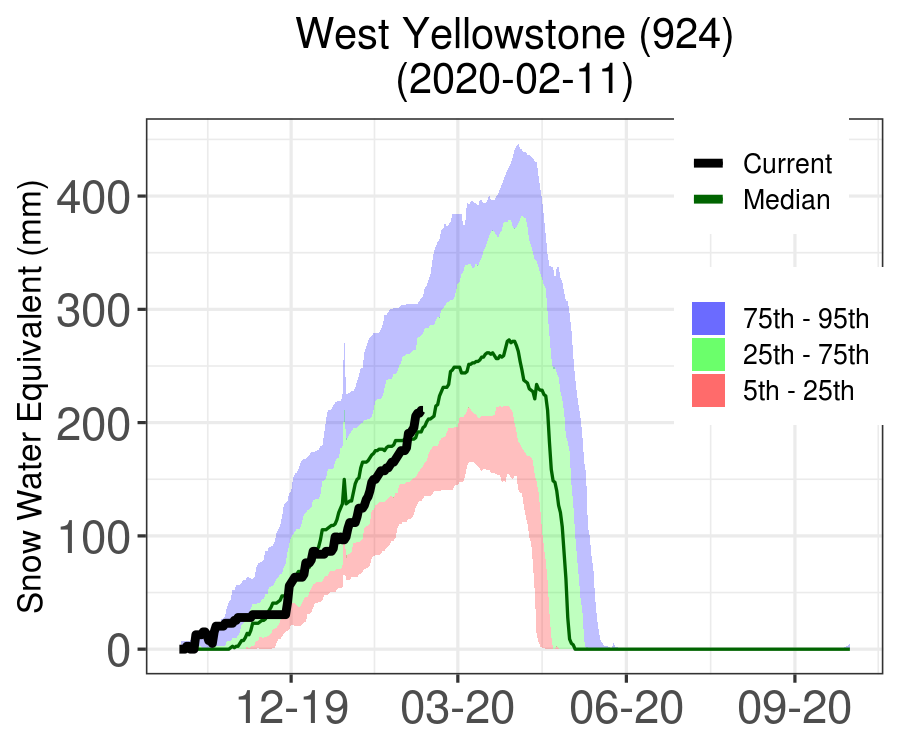 West Yellowstone (924)
(2020-02-11)
Snow Water Equivalent (mm)
400
300
200
100
0
12-19
03-20
06-20
09-20
Current
Median
75th - 95th
25th - 75th
5th - 25th